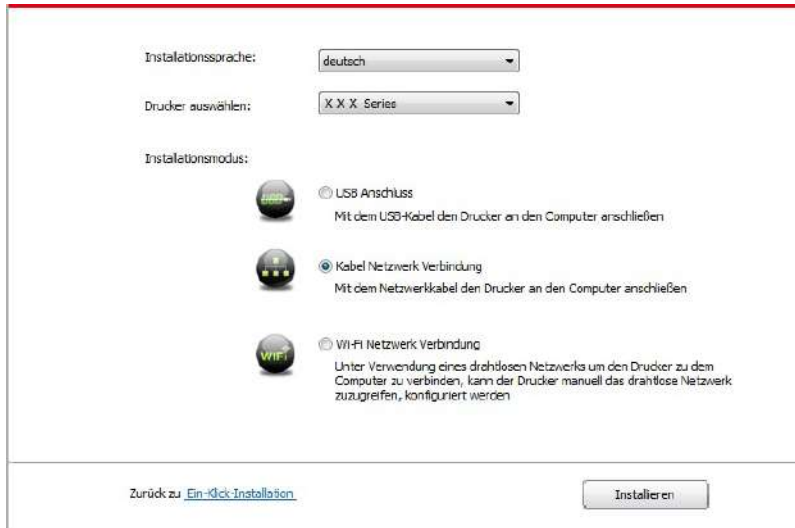 Installationssprache:
deutsch
Drucker auswählen:
X X X Series
Installationsmodus:
USB Anschluss
Mit dem USB-Kabel den Drucker an den Computer anschließen
Kabel Netzwerk Verbindung
Mit dem Netzwerkkabel den Drucker an den Computer anschließen
WiFi
Wi-Fi Netzwerk Verbindung
Unter Verwendung eines drahtlosen Netzwerks um den Drucker zu dem
Computer zu verbinden, kann der Drucker manuell das drahtlose Netzwerk
zuzugreifen, konfiguriert werden
Zurück zu Ein-Klick-Installation
Installieren